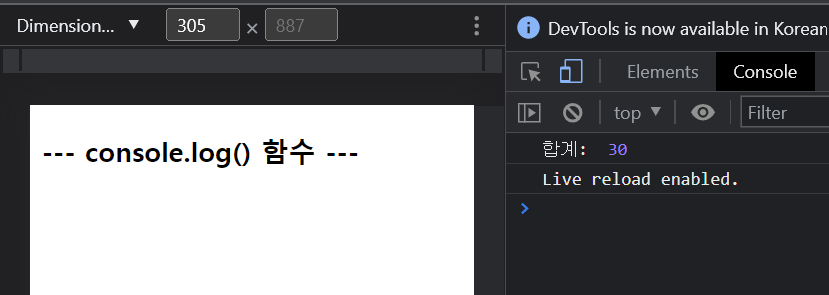 Dimension... ▼ 305 × 887
--- console.log() 함수 ---
DevTools is now available in Korean
Elements Console
top ▼ Filter
합계: 30
Live reload enabled.